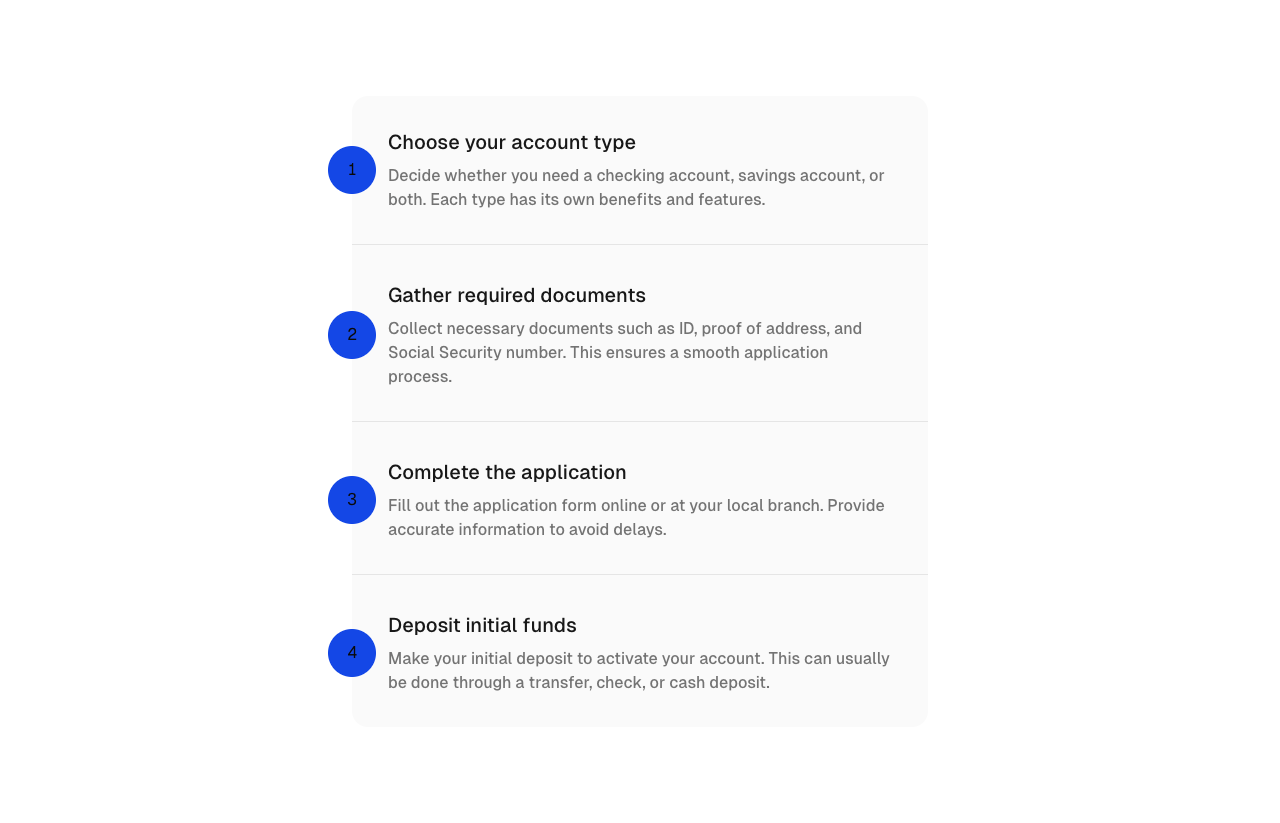 Choose your account type
1
Decide whether you need a checking account, savings account, or
both. Each type has its own benefits and features.
Gather required documents
2
Collect necessary documents such as ID, proof of address, and
Social Security number. This ensures a smooth application
process.
Complete the application
3
Fill out the application form online or at your local branch. Provide
accurate information to avoid delays.
Deposit initial funds
4
Make your initial deposit to activate your account. This can usually
be done through a transfer, check, or cash deposit.